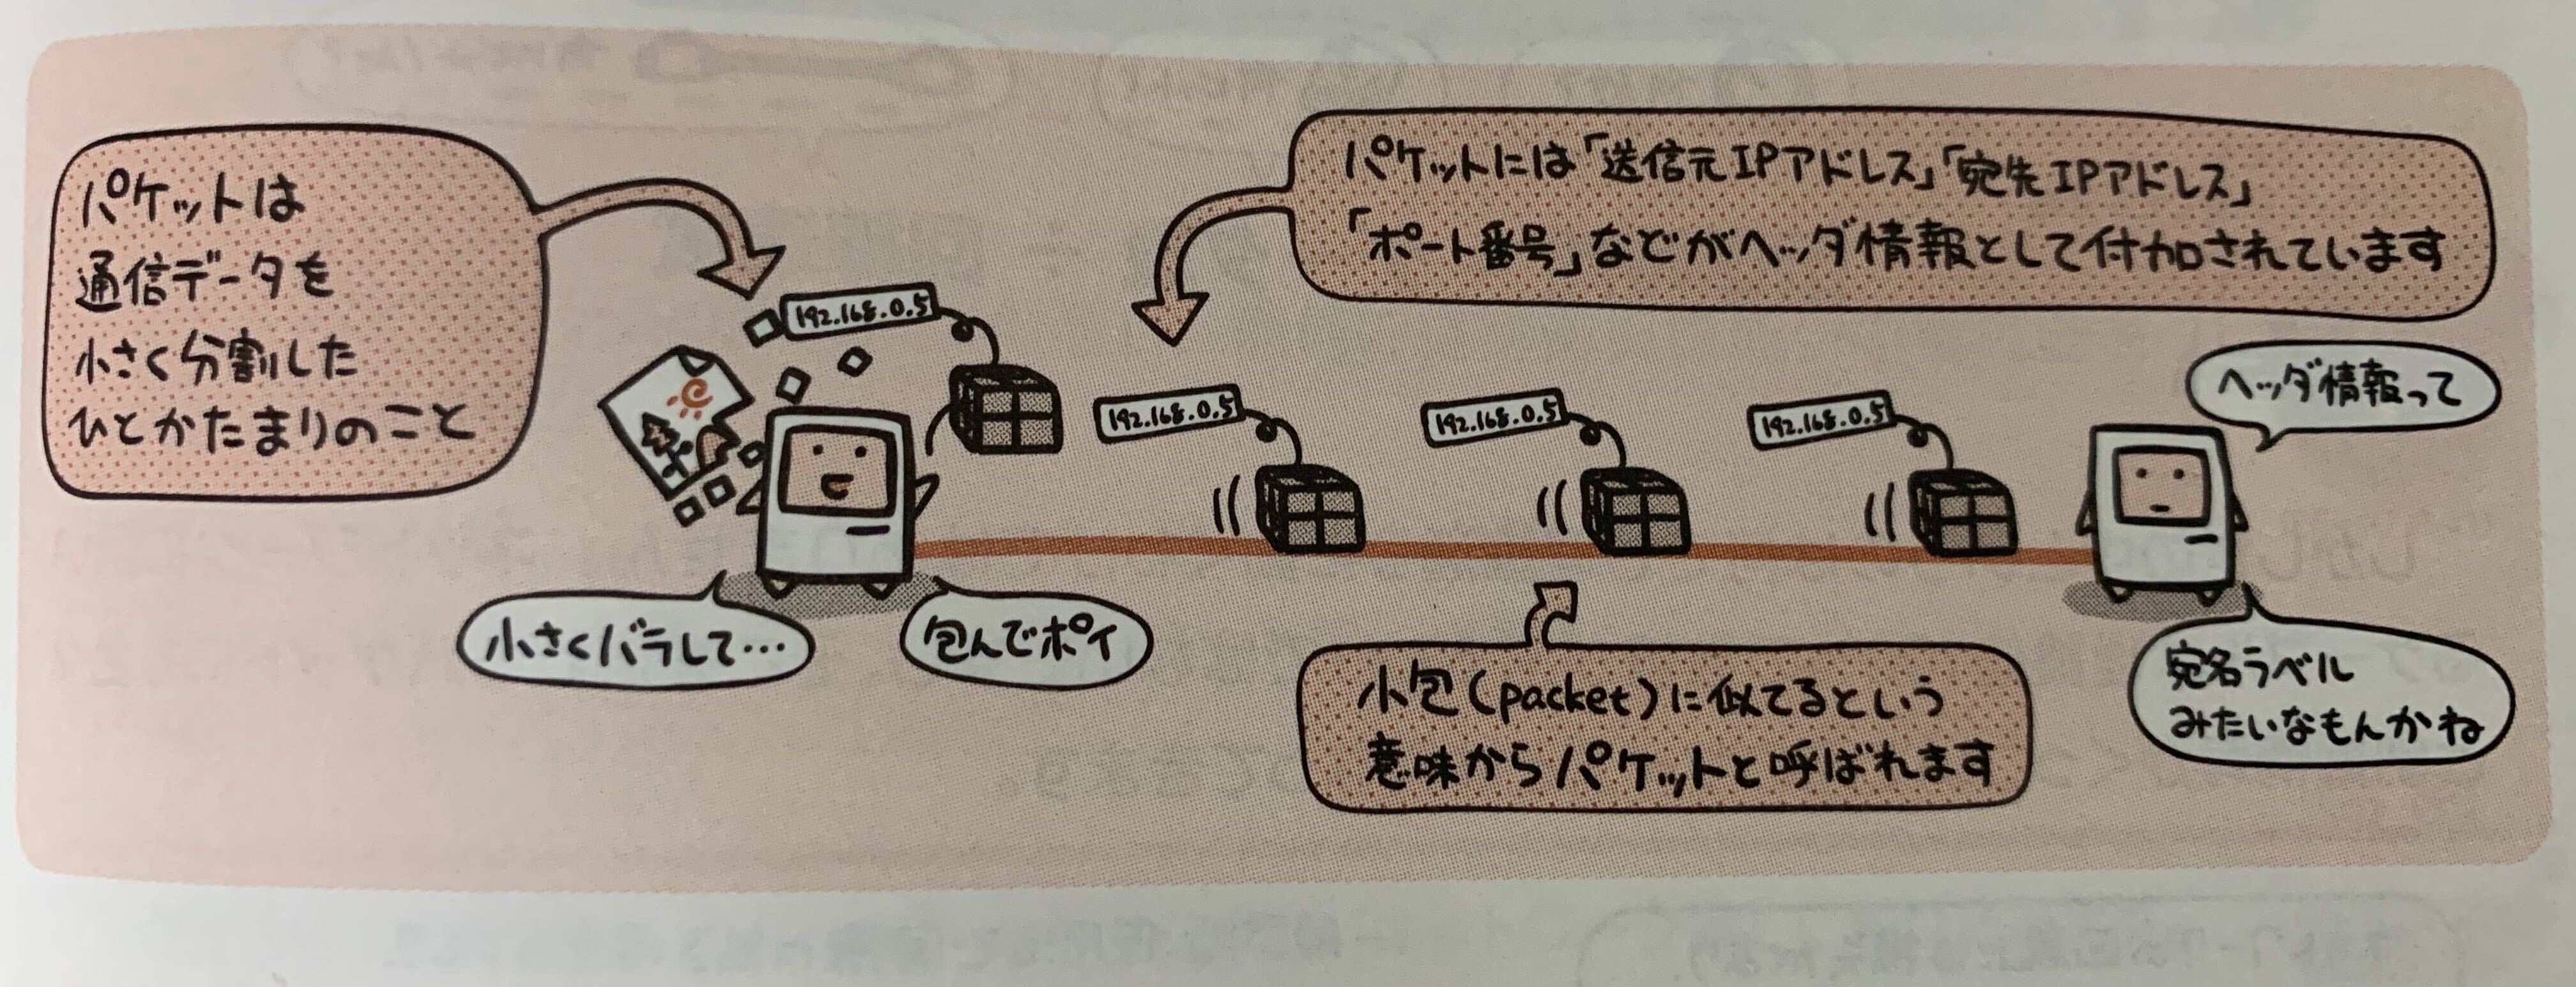 パケットは
通信データを
小さく分割した
ひとかたまりのこと
パケットには「送信元IPアドレス」「宛先IPアドレス」
「ポート番号」などがヘッダ情報として付加されています
192.168.0.5
192.168.0.5
192.168.0.5
192.168.0.5
ヘッダ情報って
小さくバラして…
包んでポイ
小包(packet)に似てるという
意味からパケットと呼ばれます
宛名ラベル
みたいなもんかね